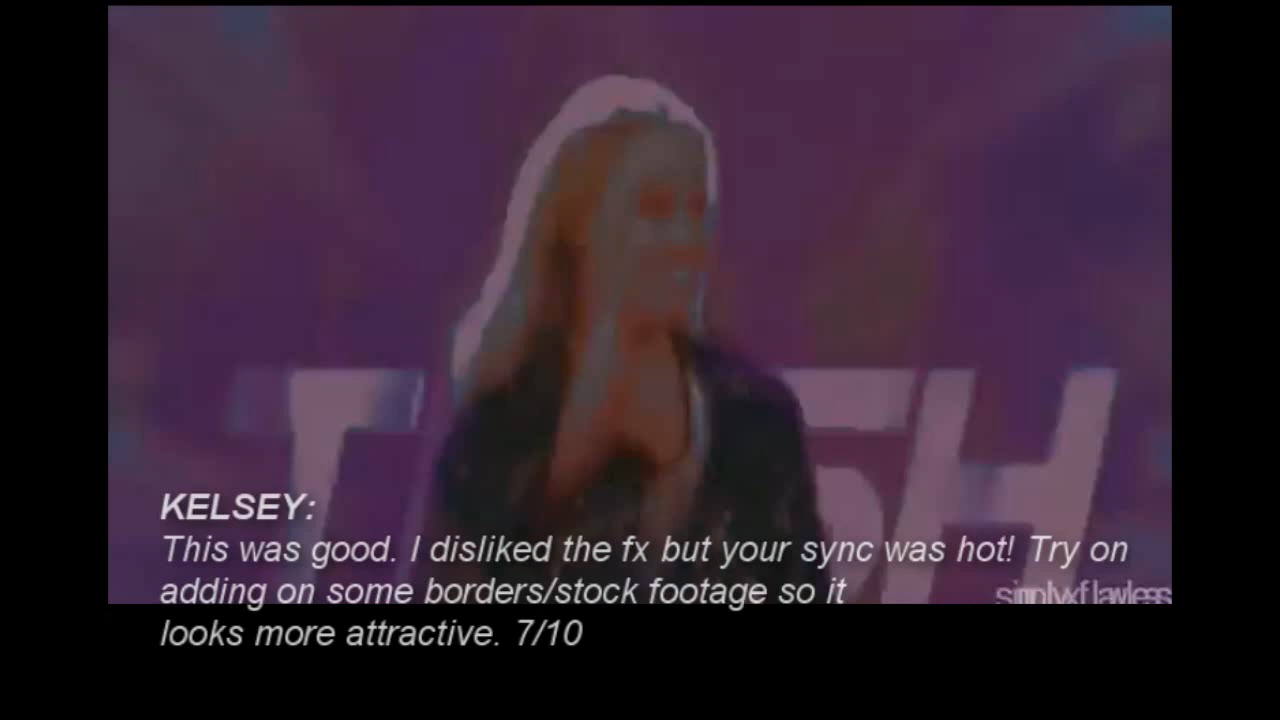 KELSEY:
This was good. I disliked the fx but your sync was hot! Try on
adding on some borders/stock footage so it
looks more attractive. 7/10
simplyxflawless